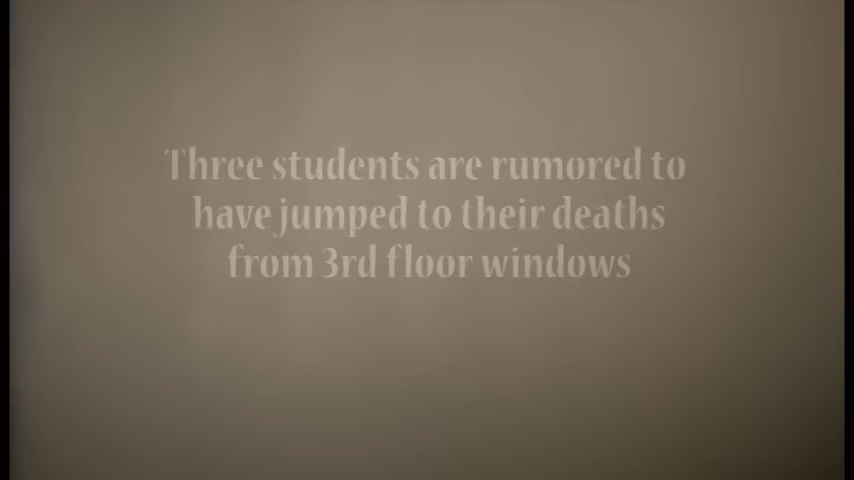 Three students are rumored to
have jumped to their deaths
from 3rd floor windows